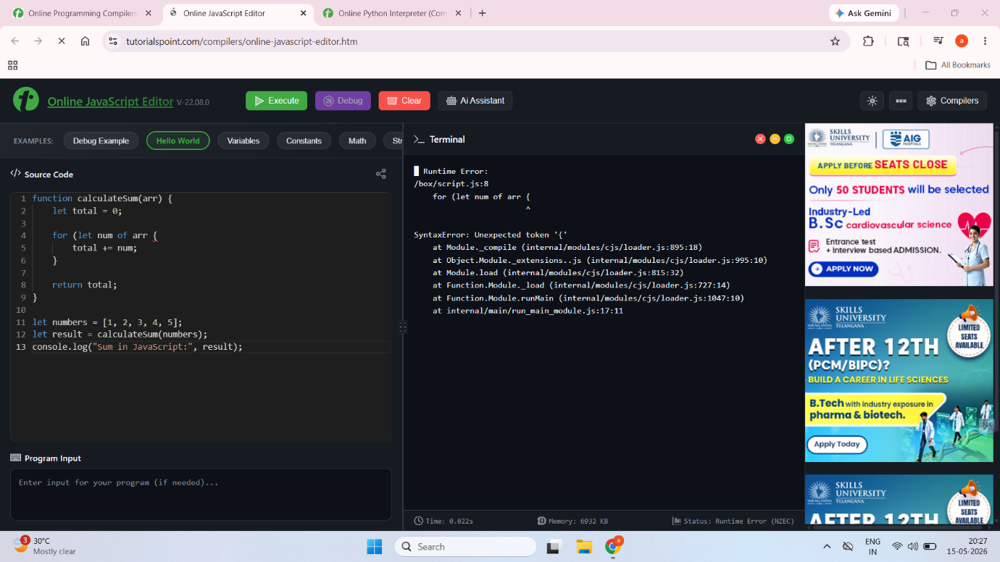 Online Programming Compilers
Online JavaScript Editor
Online Python Interpreter (Com
Ask Gemini
tutorialspoint.com/compilers/online-javascript-editor.htm
a
All Bookmarks
Online JavaScript Editor V-22.08.0
Execute
Debug
Clear
Ai Assistant
Compilers
EXAMPLES:
Debug Example
Hello World
Variables
Constants
Math
Str
</> Source Code
1 function calculateSum(arr) {
2 let total = 0;
3
4 for (let num of arr {
5 total += num;
6 }
7
8 return total;
9 }
10
11 let numbers = [1, 2, 3, 4, 5];
12 let result = calculateSum(numbers);
13 console.log("Sum in JavaScript:", result);
Program Input
Enter input for your program (if needed)...
>_ Terminal
Runtime Error:
/box/script.js:8
for (let num of arr {
^
SyntaxError: Unexpected token '{'
at Module._compile (internal/modules/cjs/loader.js:895:18)
at Object.Module._extensions..js (internal/modules/cjs/loader.js:995:10)
at Module.load (internal/modules/cjs/loader.js:815:32)
at Function.Module._load (internal/modules/cjs/loader.js:727:14)
at Function.Module.runMain (internal/modules/cjs/loader.js:1047:10)
at internal/main/run_main_module.js:17:11
Time: 0.022s
Memory: 6932 KB
Status: Runtime Error (NZEC)
SKILLS
UNIVERSITY
YOUNG INDIA
TELANGANA
AIG
HOSPITALS
APPLY BEFORE SEATS CLOSE
Only 50 STUDENTS will be selected
Industry-Led
B.Sc cardiovascular science
Entrance test
+ Interview based ADMISSION.
APPLY NOW
SKILLS
UNIVERSITY
YOUNG INDIA
TELANGANA
LIMITED
SEATS
AVAILABLE
AFTER 12TH
(PCM/BIPC)?
BUILD A CAREER IN LIFE SCIENCES
B.Tech with industry exposure in
pharma & biotech.
Apply Today
SKILLS
UNIVERSITY
YOUNG INDIA
TELANGANA
LIMITED
SEATS
AVAILABLE
AFTER 12TH
3
30°C
Mostly clear
Search
a
ENG
IN
20:27
15-05-2026